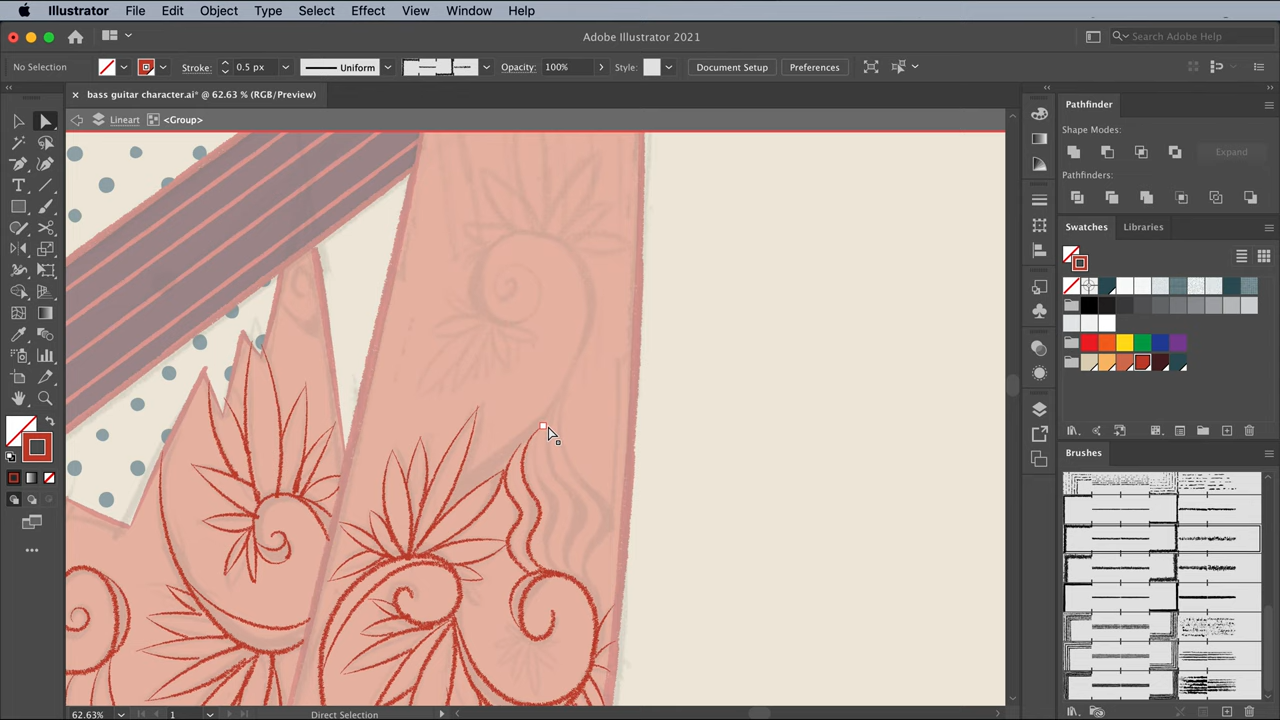 Illustrator File Edit Object Type Select Effect View Window Help
Adobe Illustrator 2021
Search Adobe Help
No Selection Stroke: 0.5 px Uniform Opacity: 100% Style: Document Setup Preferences
× bass guitar character.ai* @ 62.63 % (RGB/Preview)
Lineart <Group>
Pathfinder
Shape Modes:
Expand
Pathfinders:
Swatches Libraries
Brushes
62.63% 1 Direct Selection